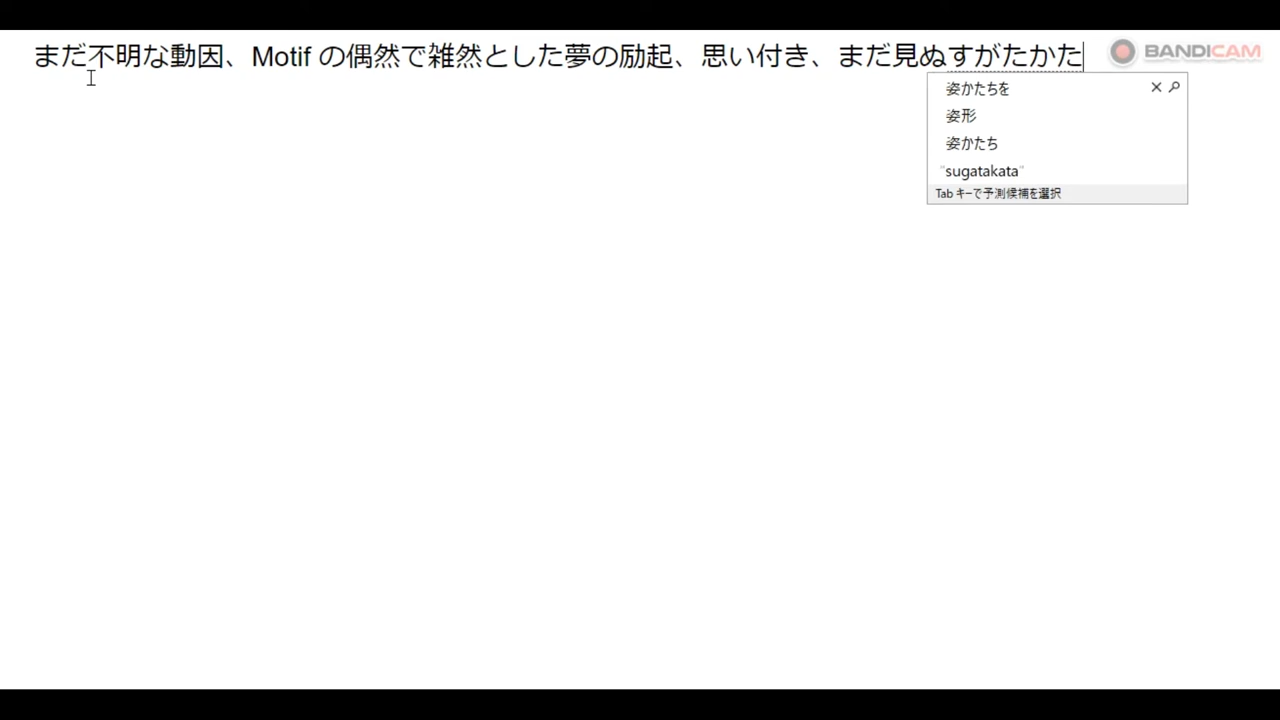 まだ不明な動因、Motif の偶然で雑然とした夢の励起、思い付き、まだ見ぬすがたかた
BANDICAM
姿かたちを
姿形
姿かたち
"sugatakata"
Tab キーで予測候補を選択